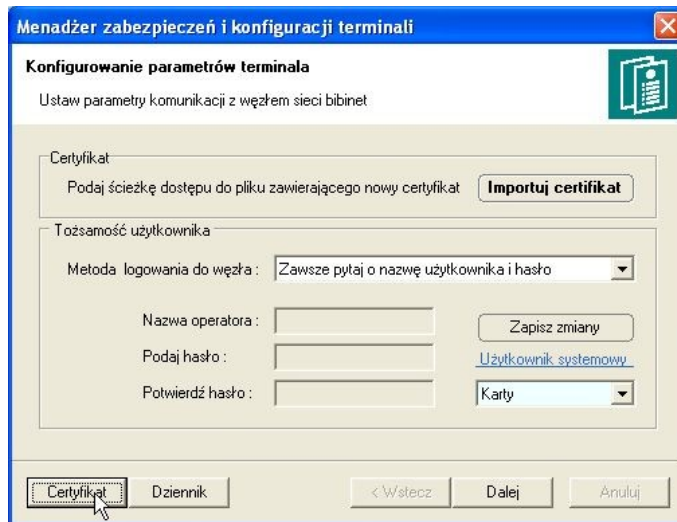 Menadżer zabezpieczeń i konfiguracji terminali
Konfigurowanie parametrów terminala
Ustaw parametry komunikacji z węzłem sieci bibinet
Certyfikat
Podaj ścieżkę dostępu do pliku zawierającego nowy certyfikat
Importuj certifikat
Tożsamość użytkownika
Metoda logowania do węzła :
Zawsze pytaj o nazwę użytkownika i hasło
Nazwa operatora :
Zapisz zmiany
Podaj hasło :
Użytkownik systemowy
Potwierdź hasło :
Karty
Certyfikat
Dziennik
< Wstecz
Dalej
Anuluj